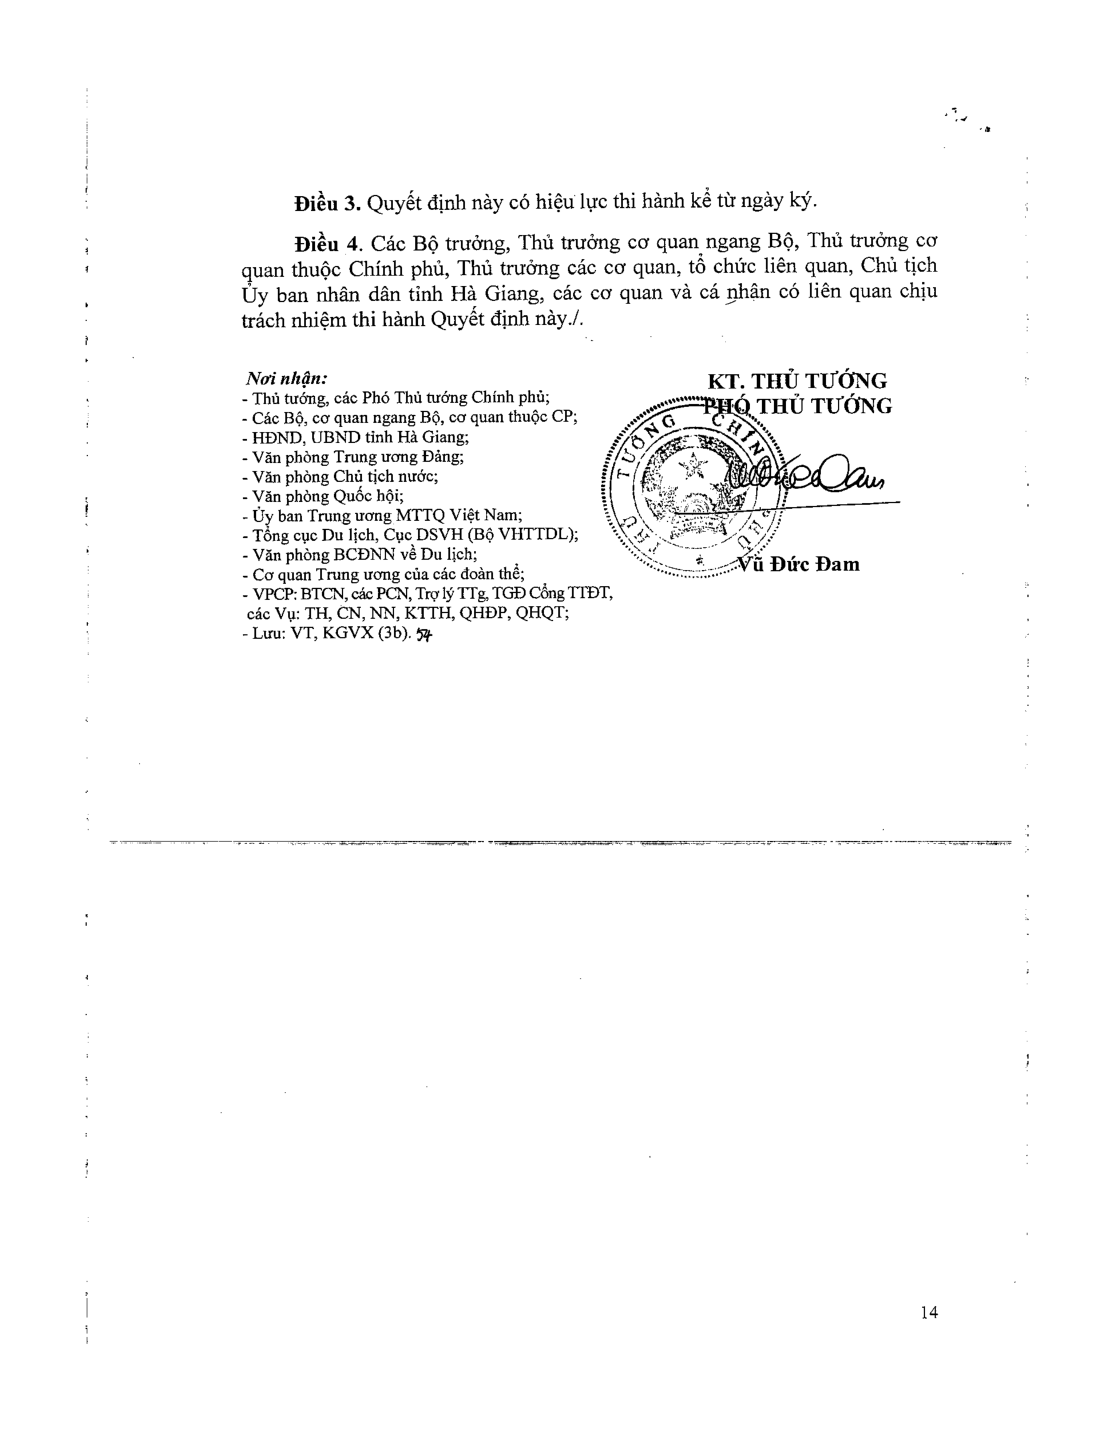 Điều 3. Quyết định này có hiệu lực thi hành kể từ ngày ký.
Điều 4. Các Bộ trưởng, Thủ trưởng cơ quan ngang Bộ, Thủ trưởng cơ
quan thuộc Chính phủ, Thủ trưởng các cơ quan, tổ chức liên quan, Chủ tịch
Ủy ban nhân dân tỉnh Hà Giang, các cơ quan và cá nhân có liên quan chịu
trách nhiệm thi hành Quyết định này./.
Nơi nhận:
- Thủ tướng, các Phó Thủ tướng Chính phủ;
- Các Bộ, cơ quan ngang Bộ, cơ quan thuộc CP;
- HĐND, UBND tỉnh Hà Giang;
- Văn phòng Trung ương Đảng;
- Văn phòng Chủ tịch nước;
- Văn phòng Quốc hội;
- Ủy ban Trung ương MTTQ Việt Nam;
- Tổng cục Du lịch, Cục DSVH (Bộ VHTTDL);
- Văn phòng BCĐNN về Du lịch;
- Cơ quan Trung ương của các đoàn thể;
- VPCP: BTCN, các PCN, Trợ lý TTg, TGĐ Cổng TTĐT,
các Vụ: TH, CN, NN, KTTH, QHĐP, QHQT;
- Lưu: VT, KGVX (3b).
KT. THỦ TƯỚNG
PHÓ THỦ TƯỚNG
THỦ TƯỚNG CHÍNH PHỦ
Vũ Đức Đam
14